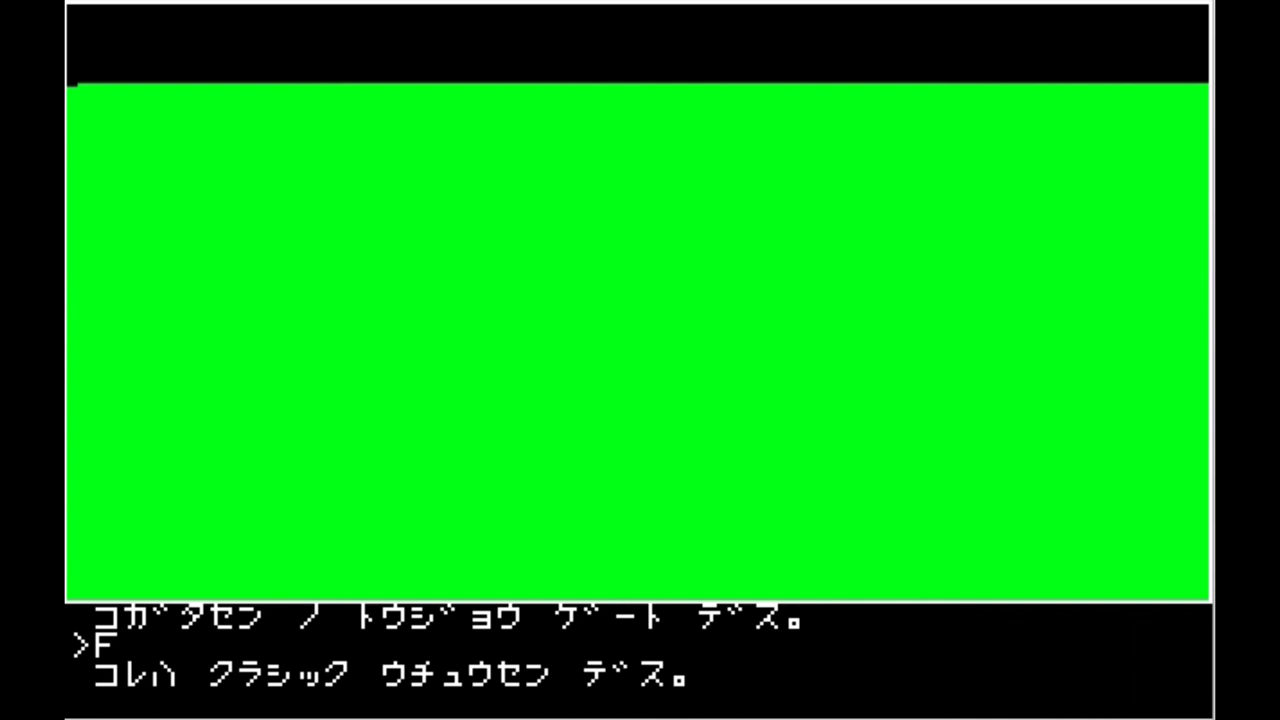 コガタセン ノ トウジョウ ゲート デス。
>F
コレハ クラシック ウチュウセン デス。